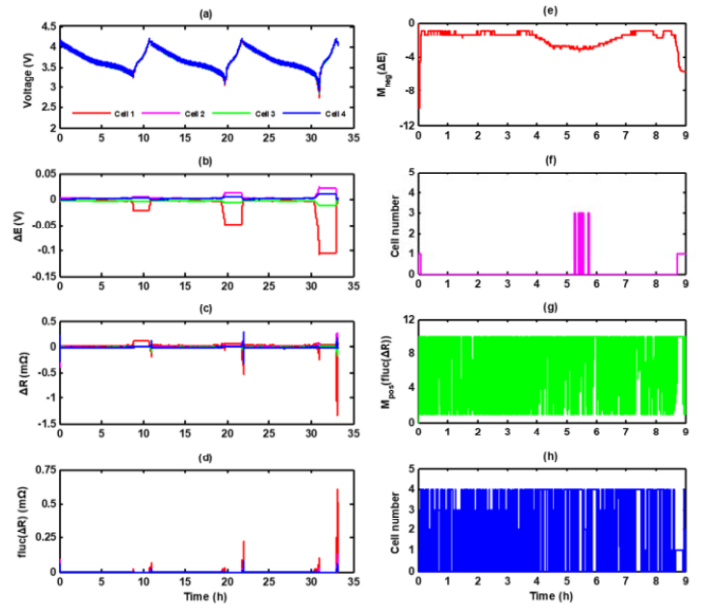 (a)
Voltage (V)
4.5
4
3.5
3
2.5
Cell 1 Cell 2 Cell 3 Cell 4
0 5 10 15 20 25 30 35
(b)
ΔE (V)
0.05
0
-0.05
-0.1
-0.15
0 5 10 15 20 25 30 35
(c)
ΔR (mΩ)
0.5
0
-0.5
-1
-1.5
0 5 10 15 20 25 30 35
(d)
fluc(ΔR) (mΩ)
0.75
0.5
0.25
0
0 5 10 15 20 25 30 35
Time (h)
(e)
Mneg(ΔE)
0
-4
-8
-12
0 1 2 3 4 5 6 7 8 9
(f)
Cell number
5
4
3
2
1
0
0 1 2 3 4 5 6 7 8 9
(g)
Mpos(fluc(ΔR))
12
8
4
0
0 1 2 3 4 5 6 7 8 9
(h)
Cell number
5
4
3
2
1
0
0 1 2 3 4 5 6 7 8 9
Time (h)